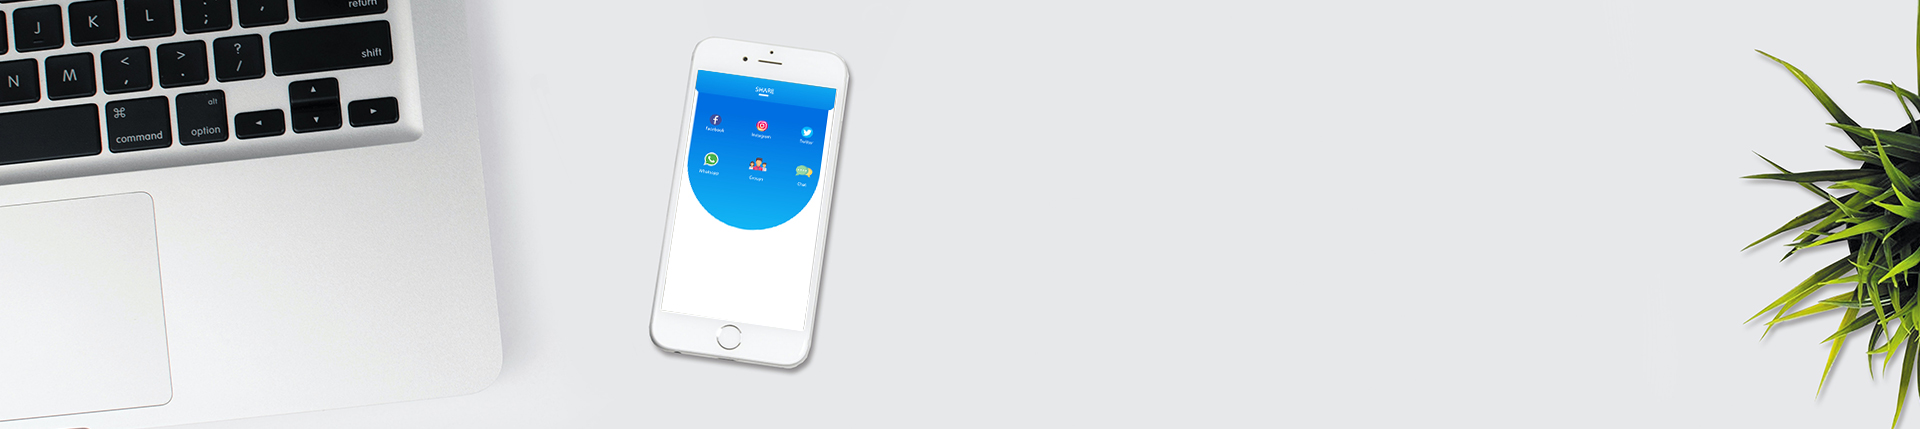 return
J K L ; '
shift
N M < , > . ? /
⌘
command
alt
option
SHARE
Facebook Instagram Twitter
Whatsapp Groups Chat